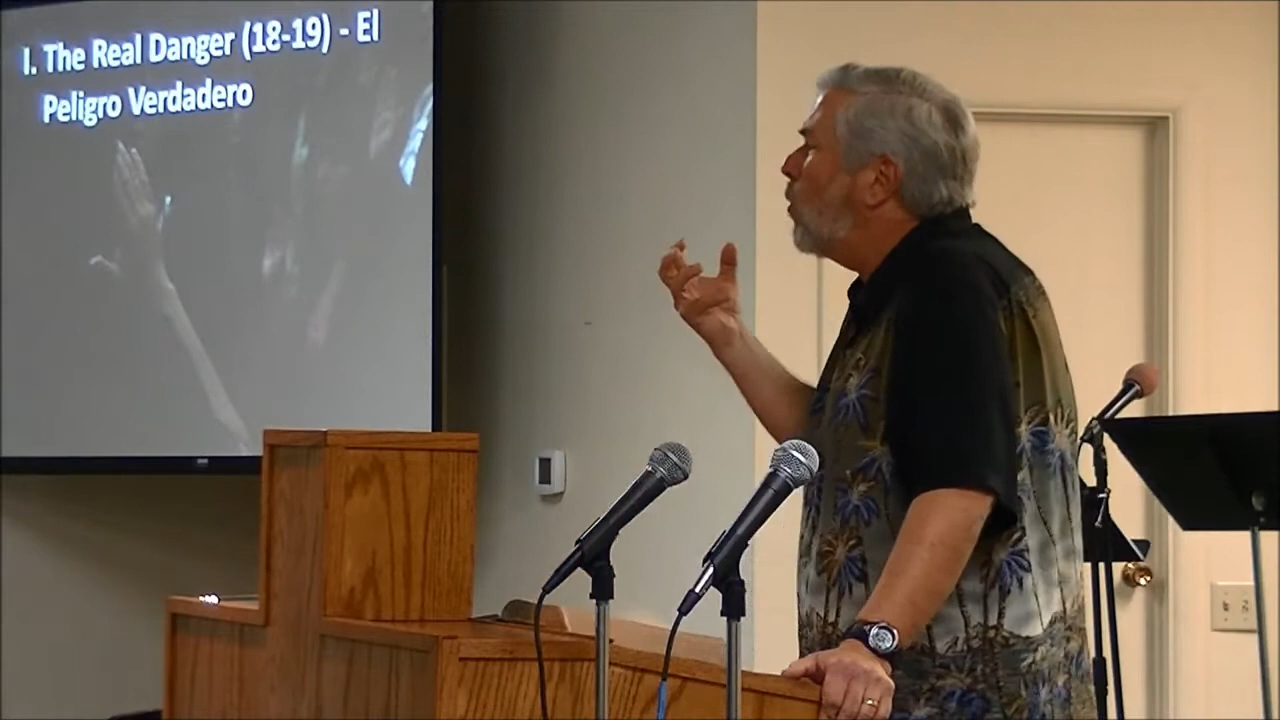 I. The Real Danger (18-19) - El
Peligro Verdadero